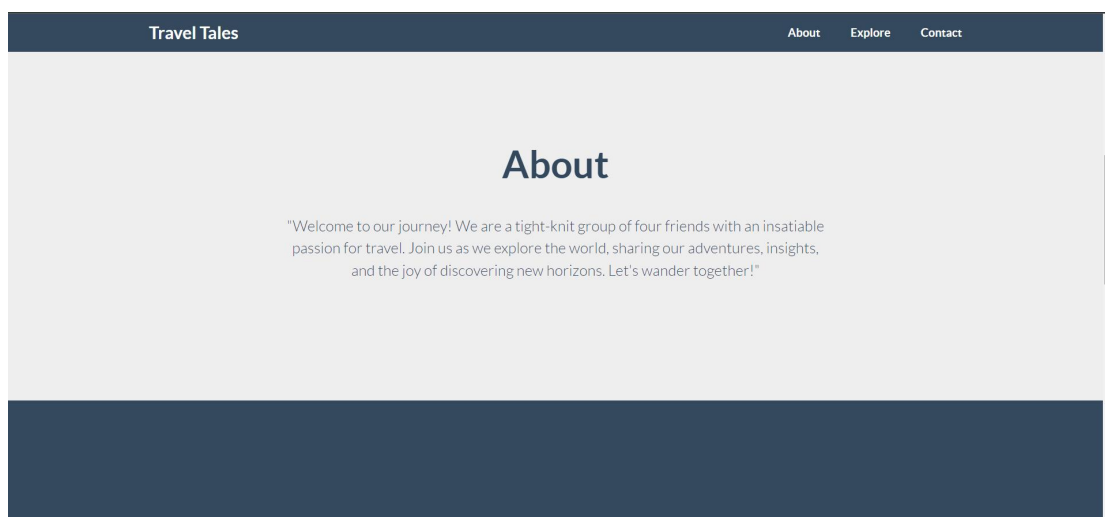 Travel Tales
About Explore Contact
About
"Welcome to our journey! We are a tight-knit group of four friends with an insatiable
passion for travel. Join us as we explore the world, sharing our adventures, insights,
and the joy of discovering new horizons. Let's wander together!"